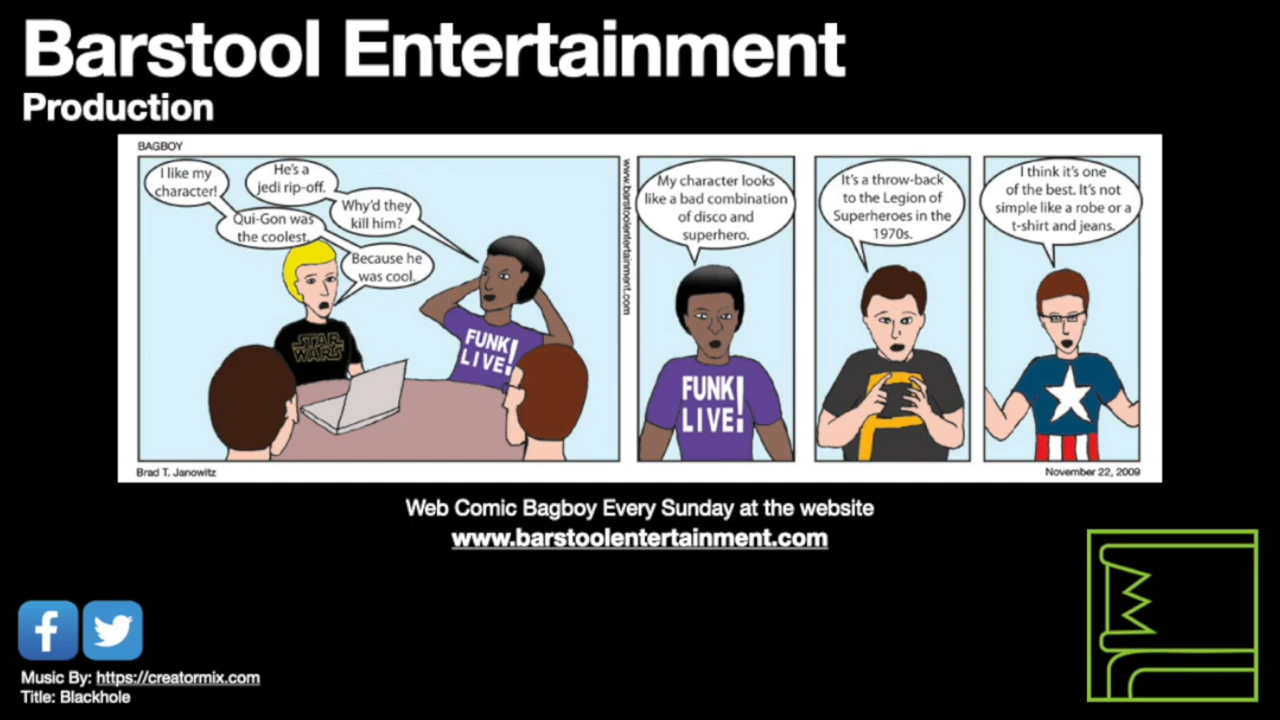 Barstool Entertainment
Production
BAGBOY
I like my
character!
He's a
jedi rip-off.
Qui-Gon was
the coolest.
Why'd they
kill him?
Because he
was cool.
STAR
WARS
FUNK
LIVE!
www.barstoolentertainment.com
My character looks
like a bad combination
of disco and
superhero.
FUNK
LIVE!
It's a throw-back
to the Legion of
Superheroes in the
1970s.
I think it's one
of the best. It's not
simple like a robe or a
t-shirt and jeans.
Brad T. Janowitz
November 22, 2009
Web Comic Bagboy Every Sunday at the website
www.barstoolentertainment.com
Music By: https://creatormix.com
Title: Blackhole